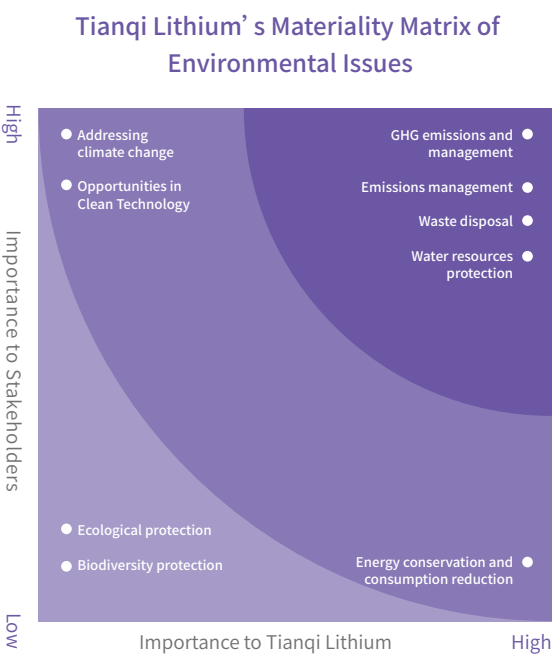 Tianqi Lithium’s Materiality Matrix of
Environmental Issues
High
Importance to Stakeholders
Low
Addressing
climate change
Opportunities in
Clean Technology
GHG emissions and
management
Emissions management
Waste disposal
Water resources
protection
Ecological protection
Biodiversity protection
Energy conservation and
consumption reduction
Importance to Tianqi Lithium
High